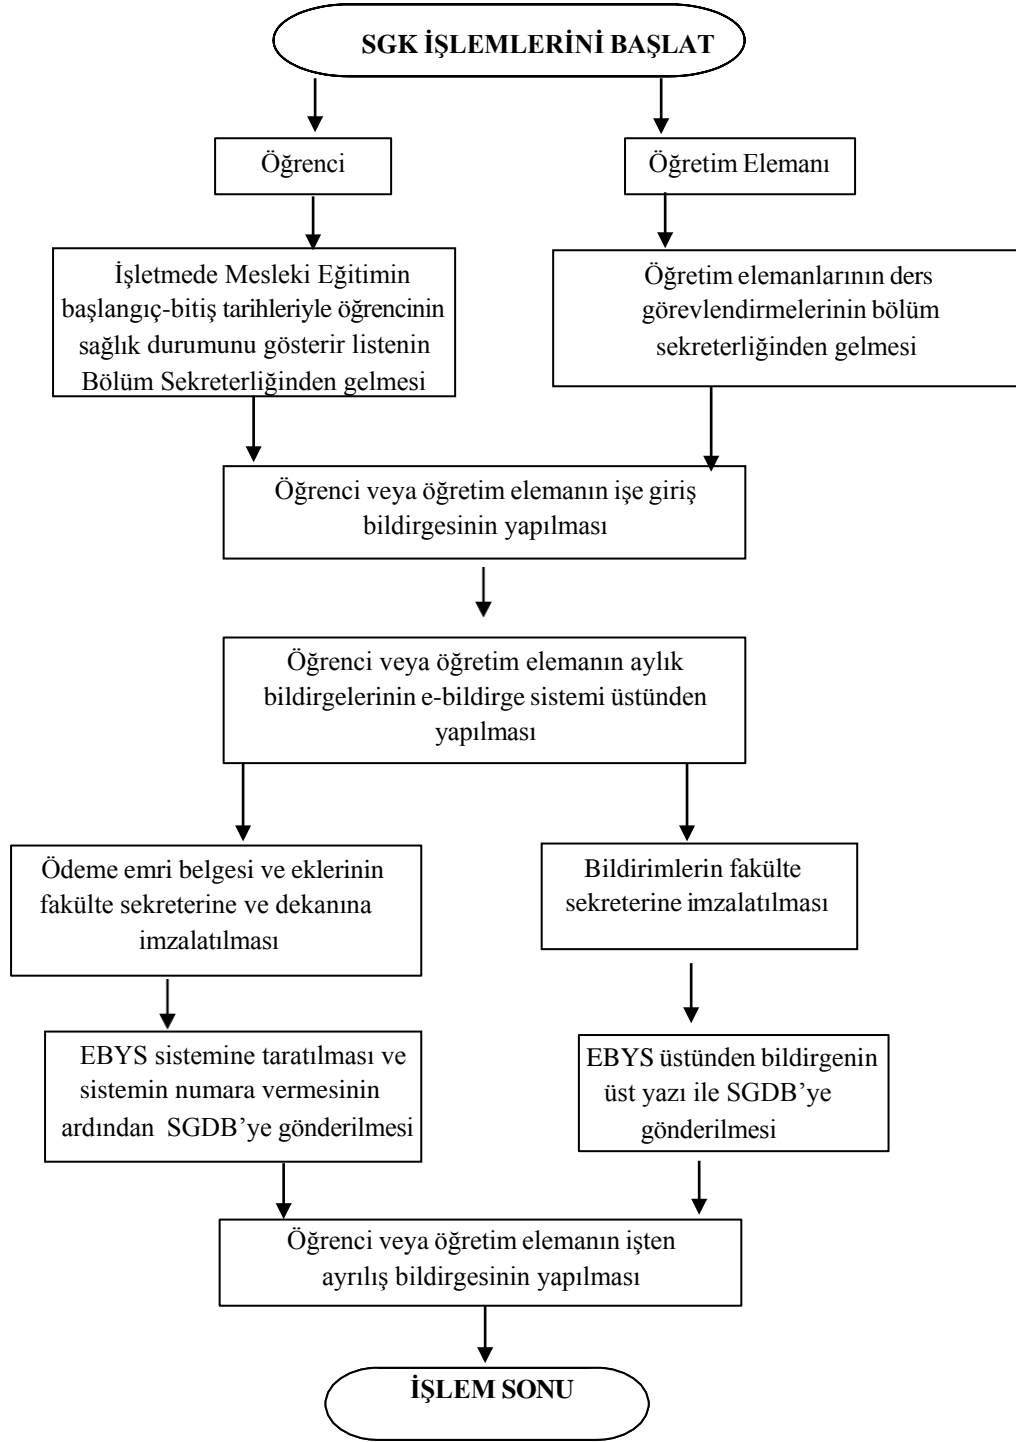 SGK İŞLEMLERİNİ BAŞLAT
Öğrenci
Öğretim Elemanı
İşletmede Mesleki Eğitimin
başlangıç-bitiş tarihleriyle öğrencinin
sağlık durumunu gösterir listenin
Bölüm Sekreterliğinden gelmesi
Öğretim elemanlarının ders
görevlendirmelerinin bölüm
sekreterliğinden gelmesi
Öğrenci veya öğretim elemanın işe giriş
bildirgesinin yapılması
Öğrenci veya öğretim elemanın aylık
bildirgelerinin e-bildirge sistemi üstünden
yapılması
Ödeme emri belgesi ve eklerinin
fakülte sekreterine ve dekanına
imzalatılması
Bildirimlerin fakülte
sekreterine imzalatılması
EBYS sistemine taratılması ve
sistemin numara vermesinin
ardından SGDB’ye gönderilmesi
EBYS üstünden bildirgenin
üst yazı ile SGDB’ye
gönderilmesi
Öğrenci veya öğretim elemanın işten
ayrılış bildirgesinin yapılması
İŞLEM SONU